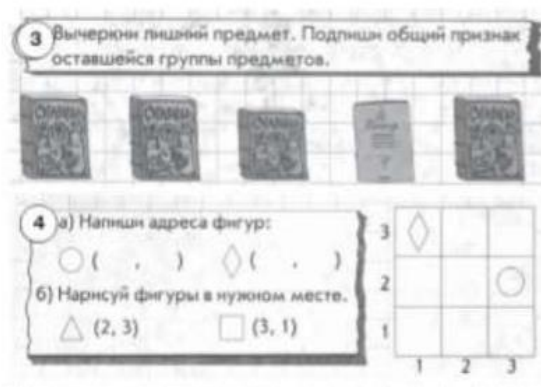 3 Вычеркни лишний предмет. Подпиши общий признак
оставшейся группы предметов.
4 а) Напиши адреса фигур:
( , ) ( , )
б) Нарисуй фигуры в нужном месте.
(2, 3) (3, 1)
3
2
1
1 2 3